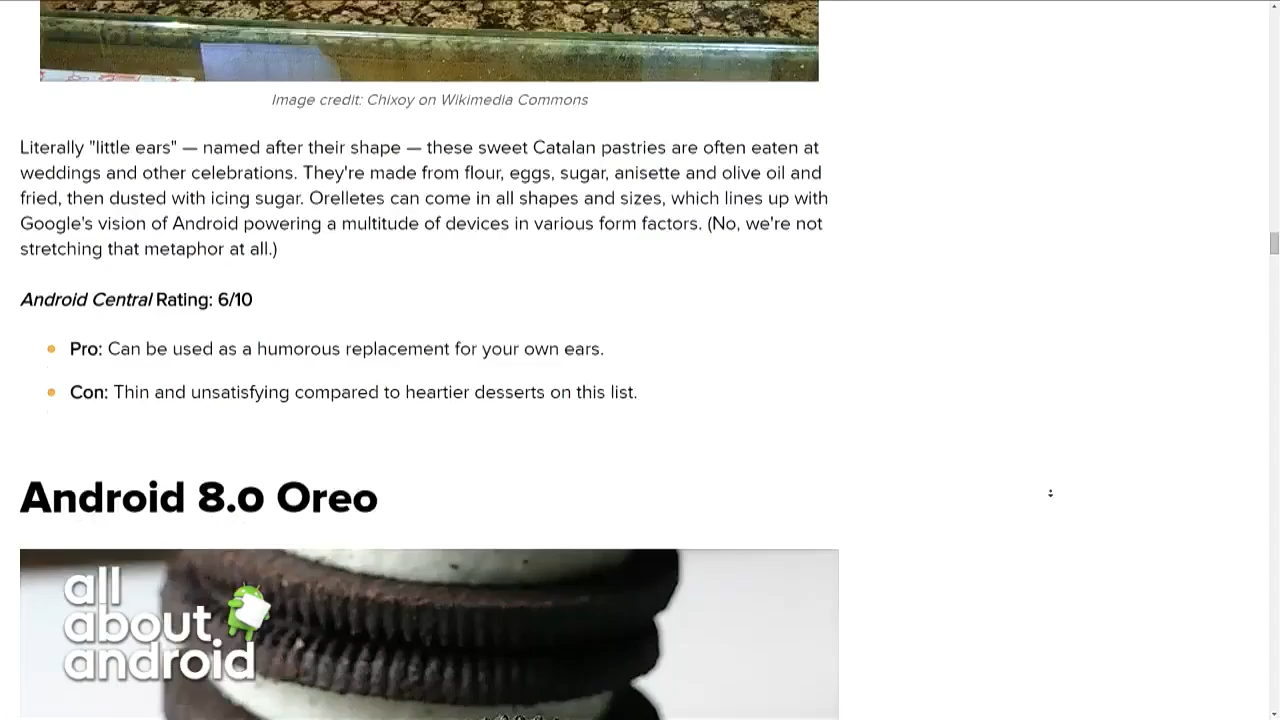 Image credit: Chixoy on Wikimedia Commons
Literally "little ears" — named after their shape — these sweet Catalan pastries are often eaten at
weddings and other celebrations. They're made from flour, eggs, sugar, anisette and olive oil and
fried, then dusted with icing sugar. Orelletes can come in all shapes and sizes, which lines up with
Google's vision of Android powering a multitude of devices in various form factors. (No, we're not
stretching that metaphor at all.)
Android Central Rating: 6/10
Pro: Can be used as a humorous replacement for your own ears.
Con: Thin and unsatisfying compared to heartier desserts on this list.
Android 8.0 Oreo
all
about
android